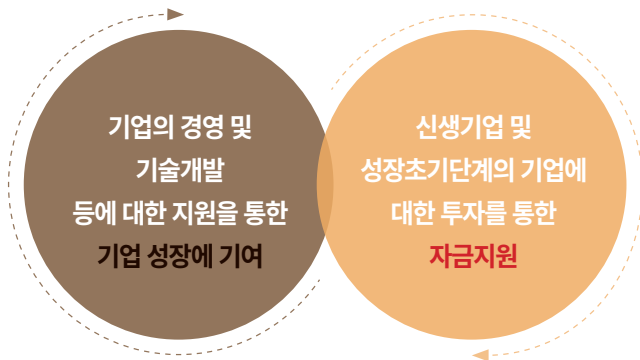 기업의 경영 및
기술개발
등에 대한 지원을 통한
기업 성장에 기여
신생기업 및
성장초기단계의 기업에
대한 투자를 통한
자금지원